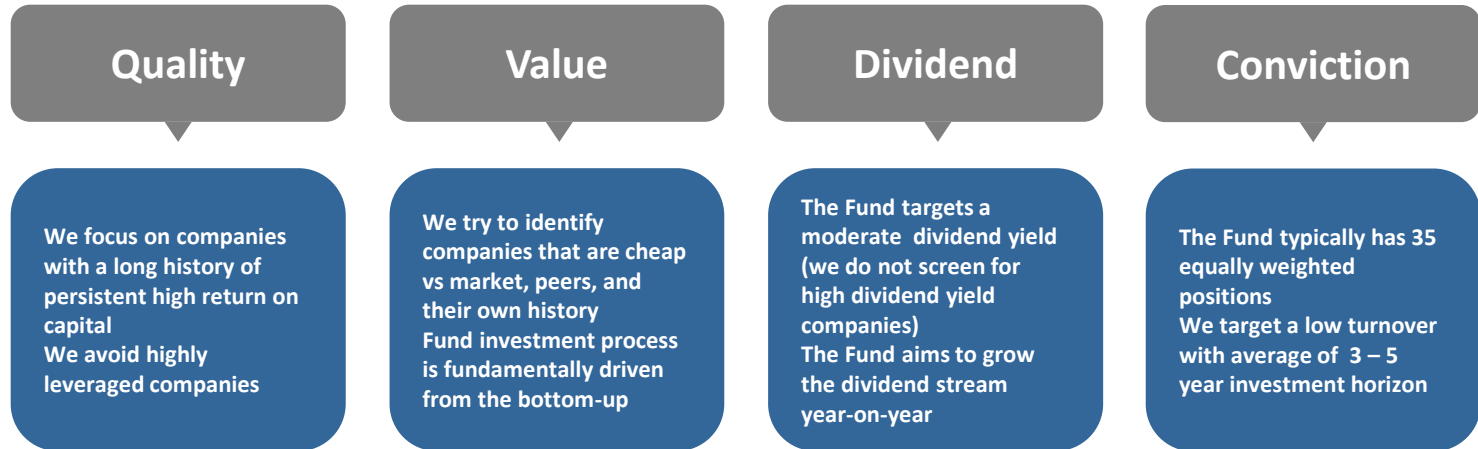 Quality
We focus on companies
with a long history of
persistent high return on
capital
We avoid highly
leveraged companies
Value
We try to identify
companies that are cheap
vs market, peers, and
their own history
Fund investment process
is fundamentally driven
from the bottom-up
Dividend
The Fund targets a
moderate  dividend yield
(we do not screen for
high dividend yield
companies)
The Fund aims to grow
the dividend stream
year-on-year
Conviction
The Fund typically has 35
equally weighted
positions
We target a low turnover
with average of  3 – 5
year investment horizon